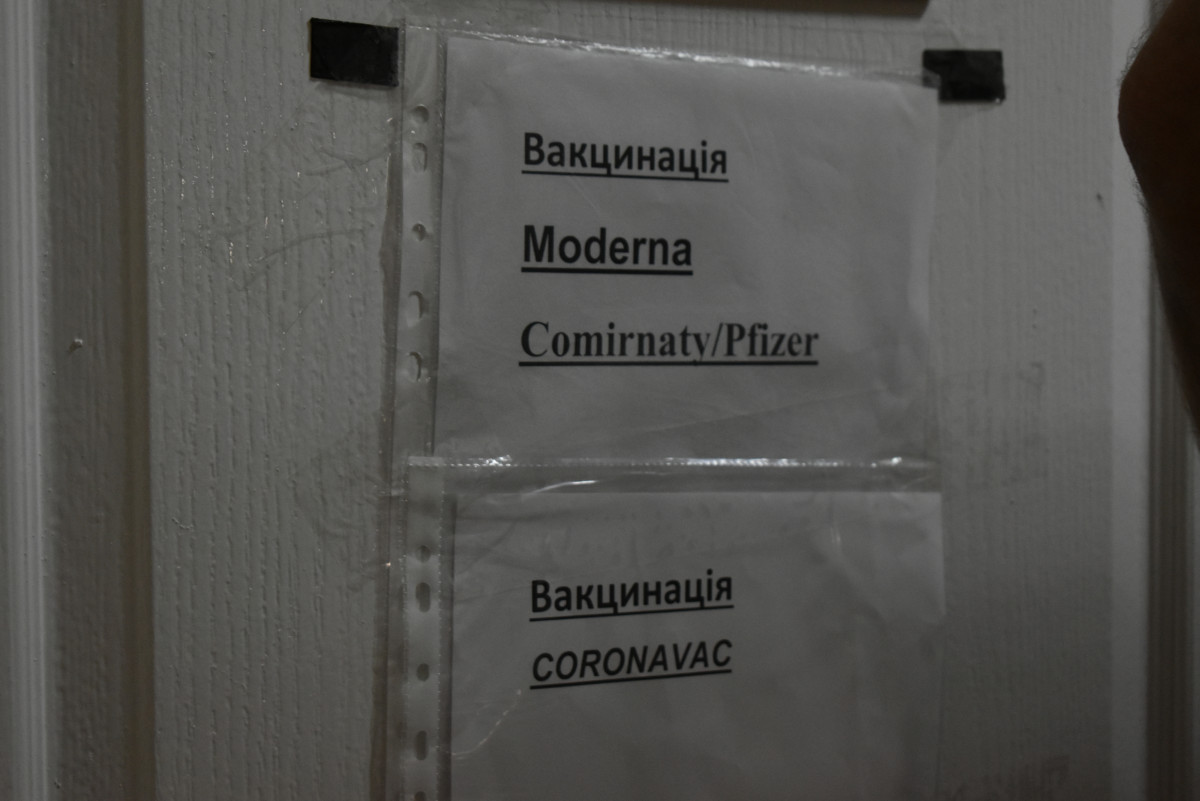 Вакцинація
Moderna
Comirnaty/Pfizer
Вакцинація
CORONAVAC